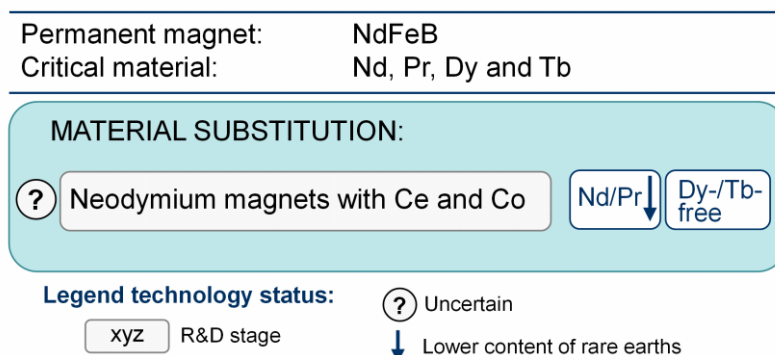 Permanent magnet: NdFeB
Critical material: Nd, Pr, Dy and Tb
MATERIAL SUBSTITUTION:
? Neodymium magnets with Ce and Co Nd/Pr Dy-/Tb-
free
Legend technology status:
? Uncertain
xyz R&D stage
Lower content of rare earths